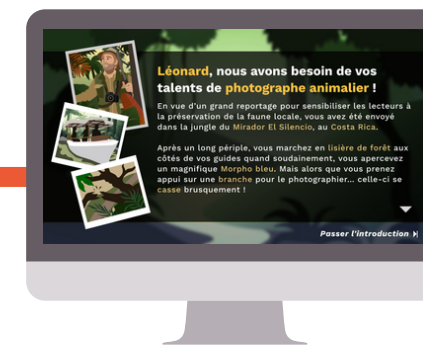 Léonard, nous avons besoin de vos
talents de photographe animalier !
En vue d'un grand reportage pour sensibiliser les lecteurs à
la préservation de la faune locale, vous avez été envoyé
dans la jungle du Mirador El Silencio, au Costa Rica.
Après un long périple, vous marchez en lisière de forêt aux
côtés de vos guides quand soudainement, vous apercevez
un magnifique Morpho bleu. Mais alors que vous prenez
appui sur une branche pour le photographier... celle-ci se
casse brusquement !
Passer l'introduction